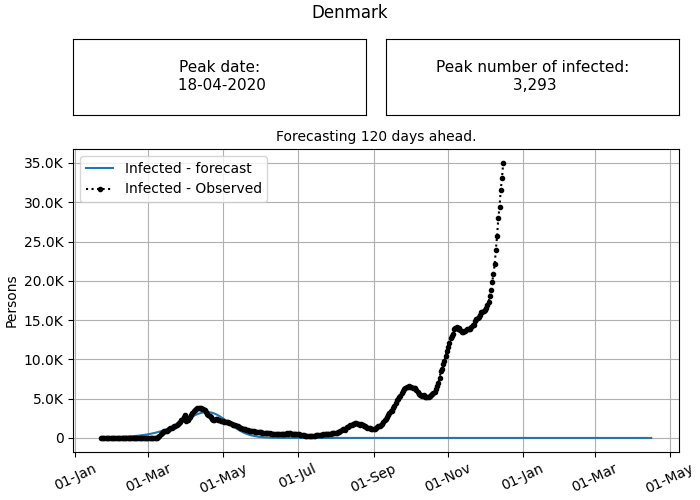 Denmark
Peak date:
18-04-2020
Peak number of infected:
3,293
Forecasting 120 days ahead.
Infected - forecast
Infected - Observed
35.0K
30.0K
25.0K
20.0K
15.0K
10.0K
5.0K
0
Persons
01-Jan
01-Mar
01-May
01-Jul
01-Sep
01-Nov
01-Jan
01-Mar
01-May